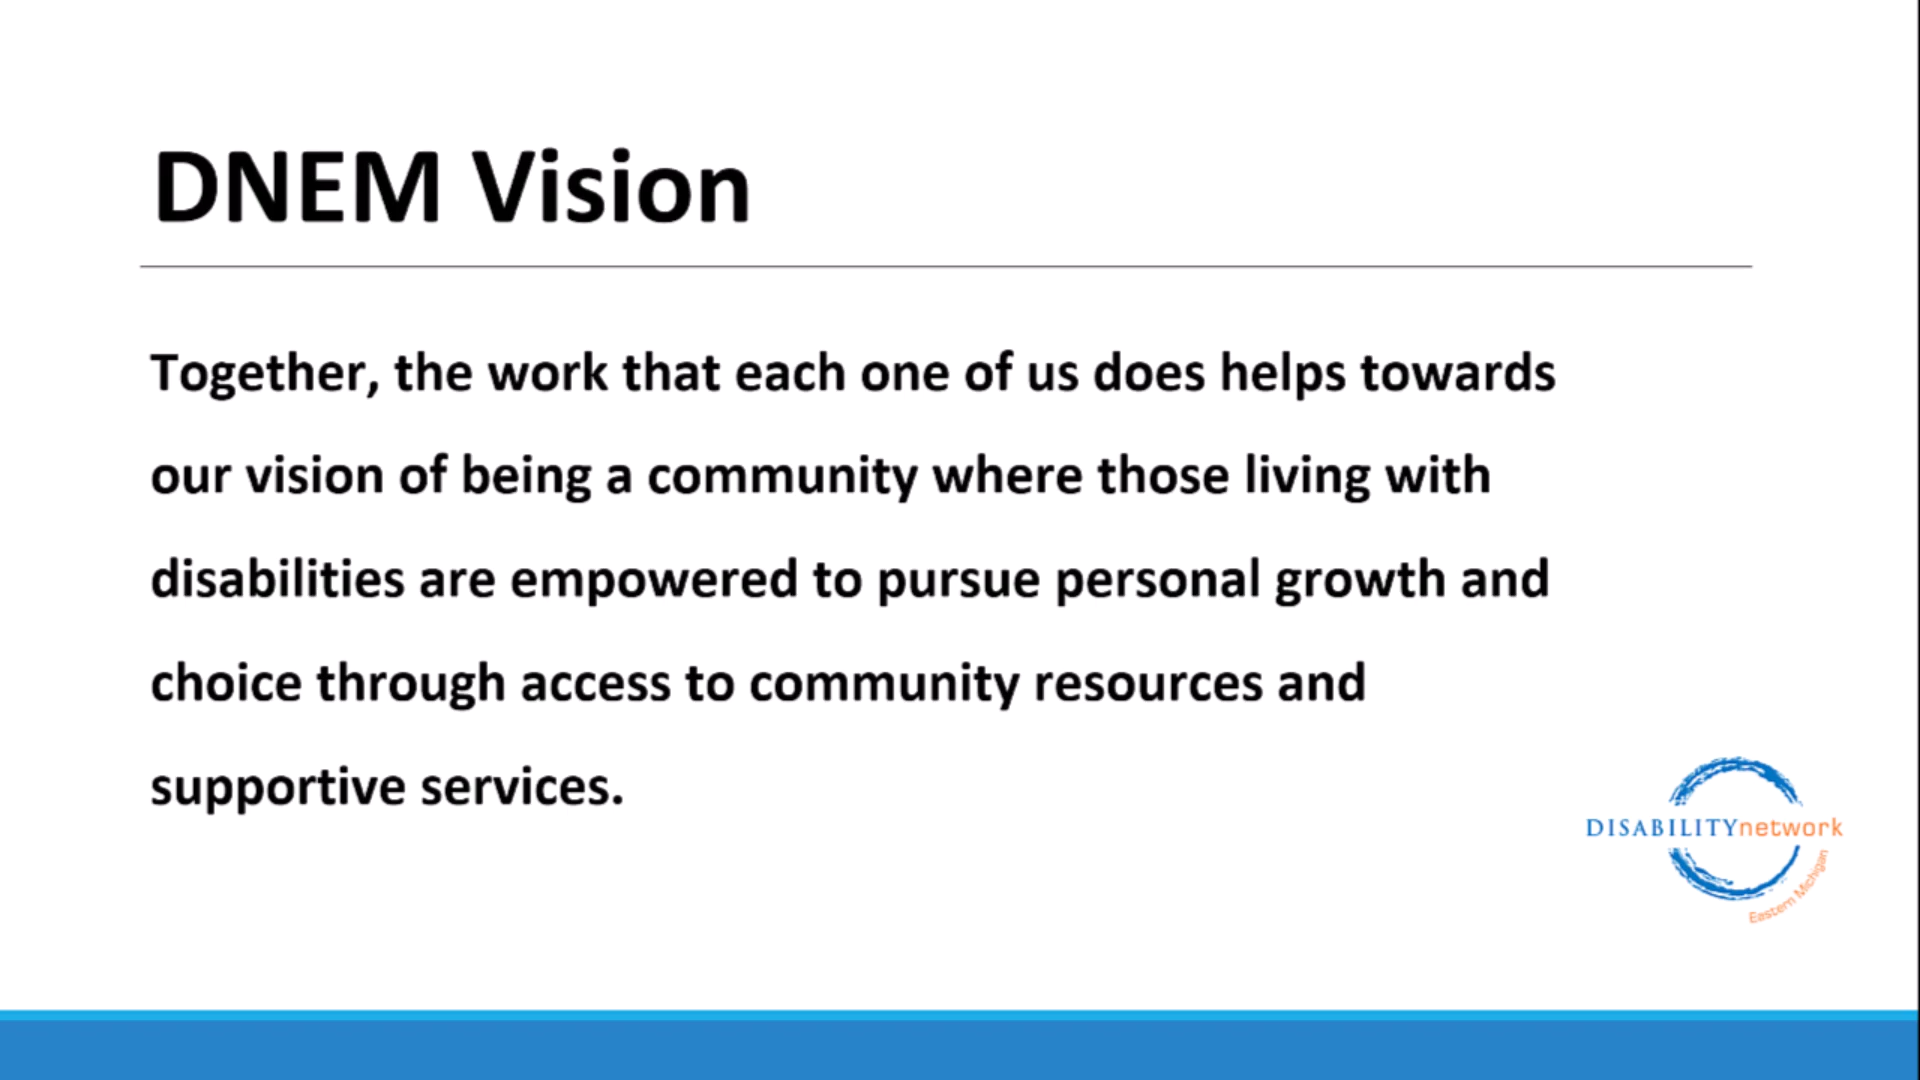 DNEM Vision
Together, the work that each one of us does helps towards
our vision of being a community where those living with
disabilities are empowered to pursue personal growth and
choice through access to community resources and
supportive services.
DISABILITYnetwork
Eastern Michigan